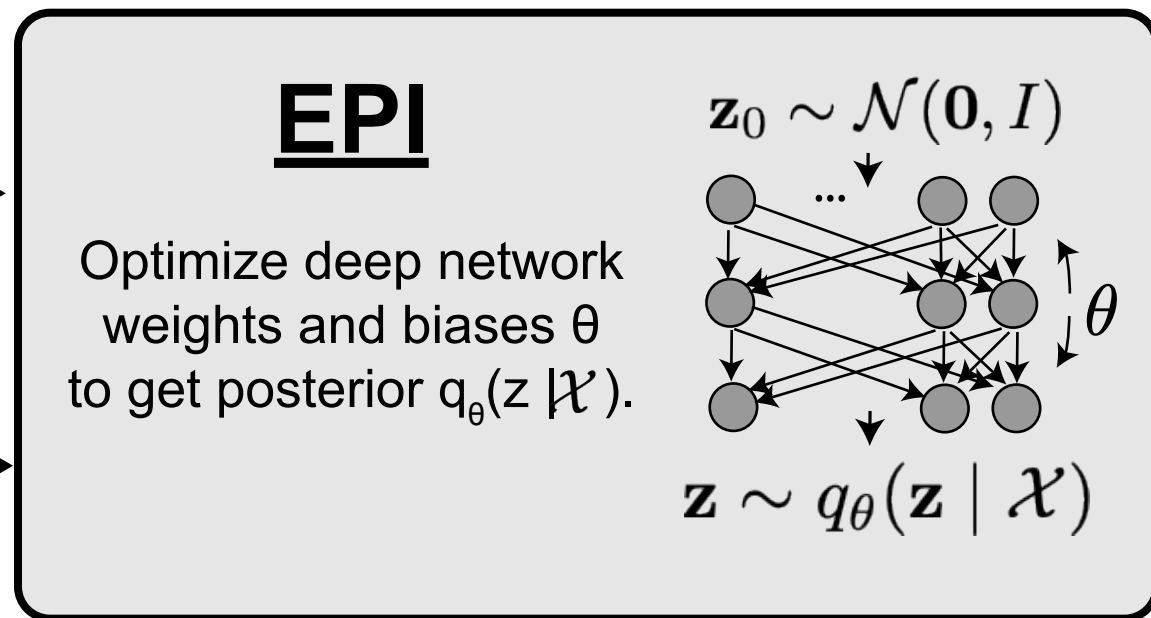 EPI
Optimize deep network
weights and biases θ
to get posterior q_θ(z |𝒳).
𝐳₀ ∼ 𝒩(𝟎, I)
...
θ
𝐳 ∼ q_θ(𝐳 | 𝒳)